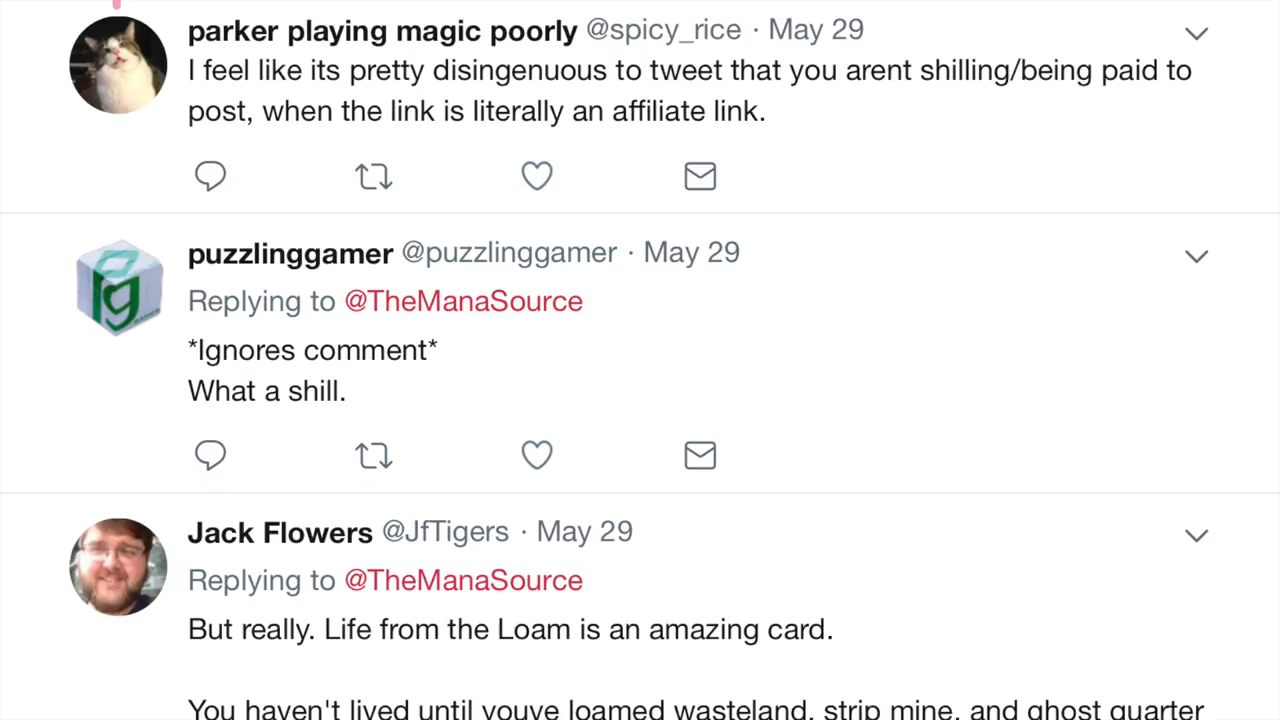 parker playing magic poorly @spicy_rice · May 29
I feel like its pretty disingenuous to tweet that you arent shilling/being paid to
post, when the link is literally an affiliate link.
puzzlinggamer @puzzlinggamer · May 29
Replying to @TheManaSource
*Ignores comment*
What a shill.
Jack Flowers @JfTigers · May 29
Replying to @TheManaSource
But really. Life from the Loam is an amazing card.
You haven't lived until youve loamed wasteland, strip mine, and ghost quarter